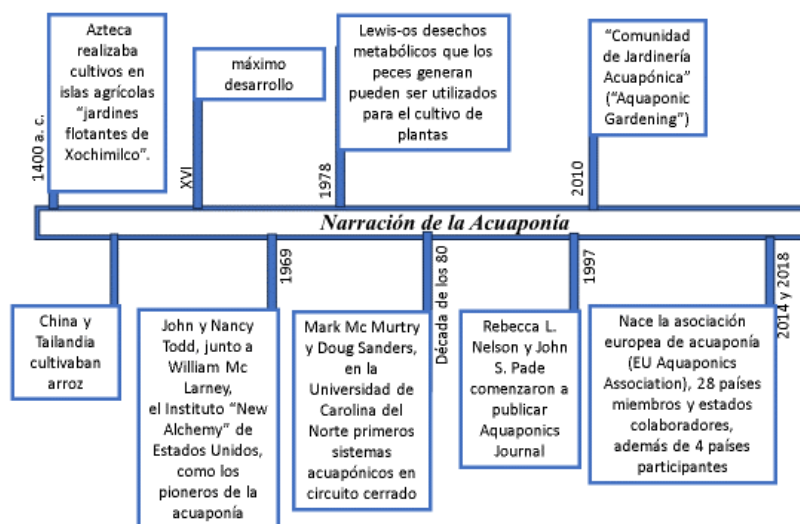 Azteca
realizaba
cultivos en
islas agrícolas
“jardines
flotantes de
Xochimilco”.
1400 a. c.
máximo
desarrollo
XVI
Lewis-os desechos
metabólicos que los
peces generan
pueden ser utilizados
para el cultivo de
plantas
1978
“Comunidad
de Jardinería
Acuapónica”
(“Aquaponic
Gardening”)
2010
Narración de la Acuaponía
China y
Tailandia
cultivaban
arroz
1969
John y Nancy
Todd, junto a
William Mc
Larney,
el Instituto “New
Alchemy” de
Estados Unidos,
como los
pioneros de la
acuaponía
Década de los 80
Mark Mc Murtry
y Doug Sanders,
en la
Universidad de
Carolina del
Norte primeros
sistemas
acuapónicos en
circuito cerrado
1997
Rebecca L.
Nelson y John
S. Pade
comenzaron a
publicar
Aquaponics
Journal
2014 y 2018
Nace la asociación
europea de acuaponía
(EU Aquaponics
Association), 28 países
miembros y estados
colaboradores,
además de 4 países
participantes